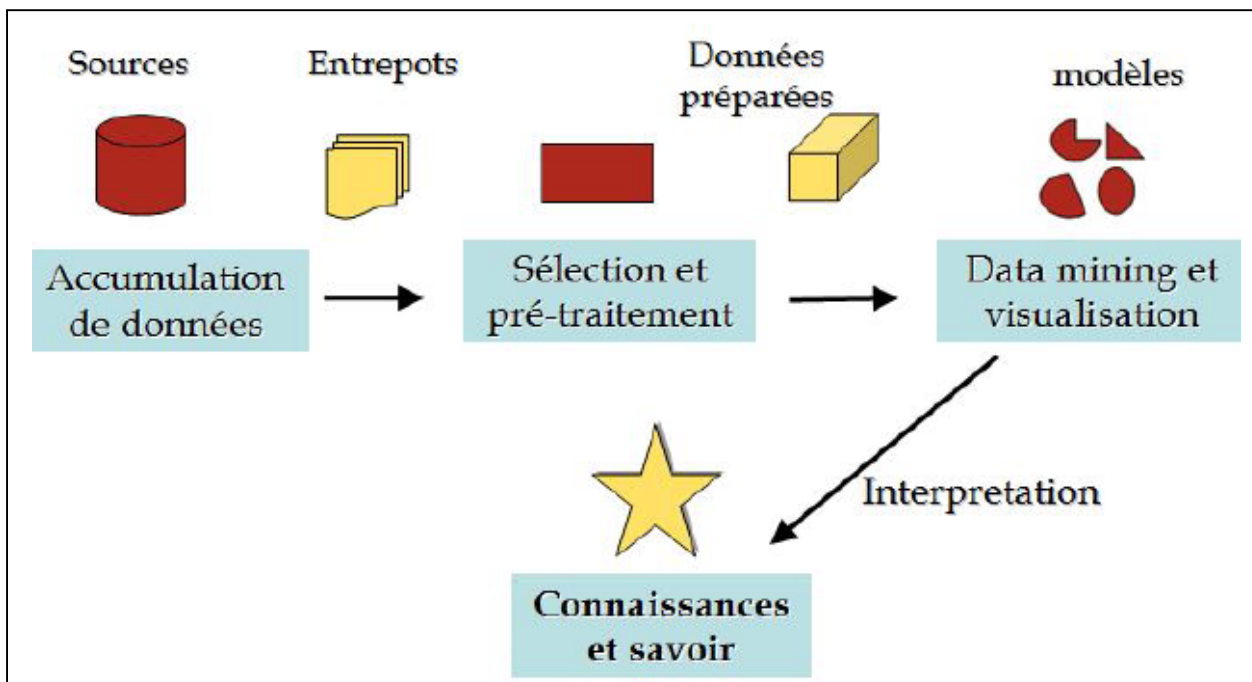 Sources
Entrepots
Données
préparées
modèles
Accumulation
de données
Sélection et
pré-traitement
Data mining et
visualisation
Interpretation
Connaissances
et savoir